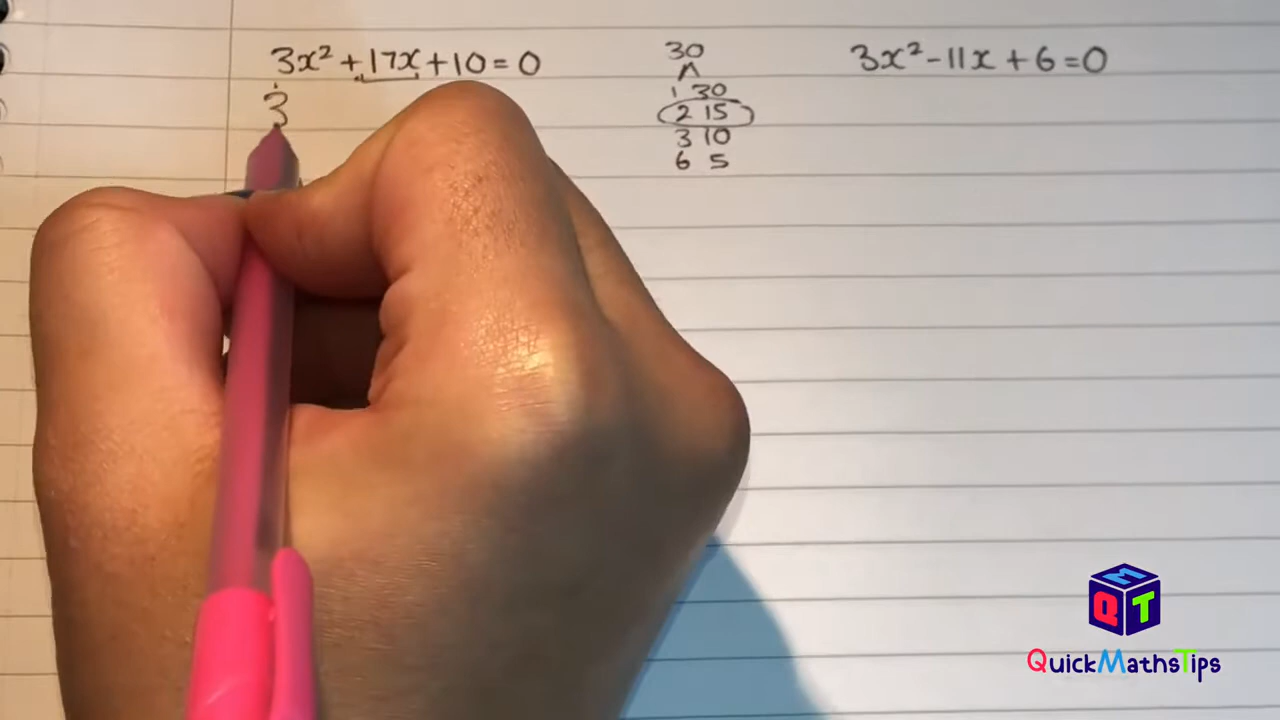 3x² + 17x + 10 = 0
3
30
1 30
2 15
3 10
6 5
3x² - 11x + 6 = 0
QMT
QuickMathsTips